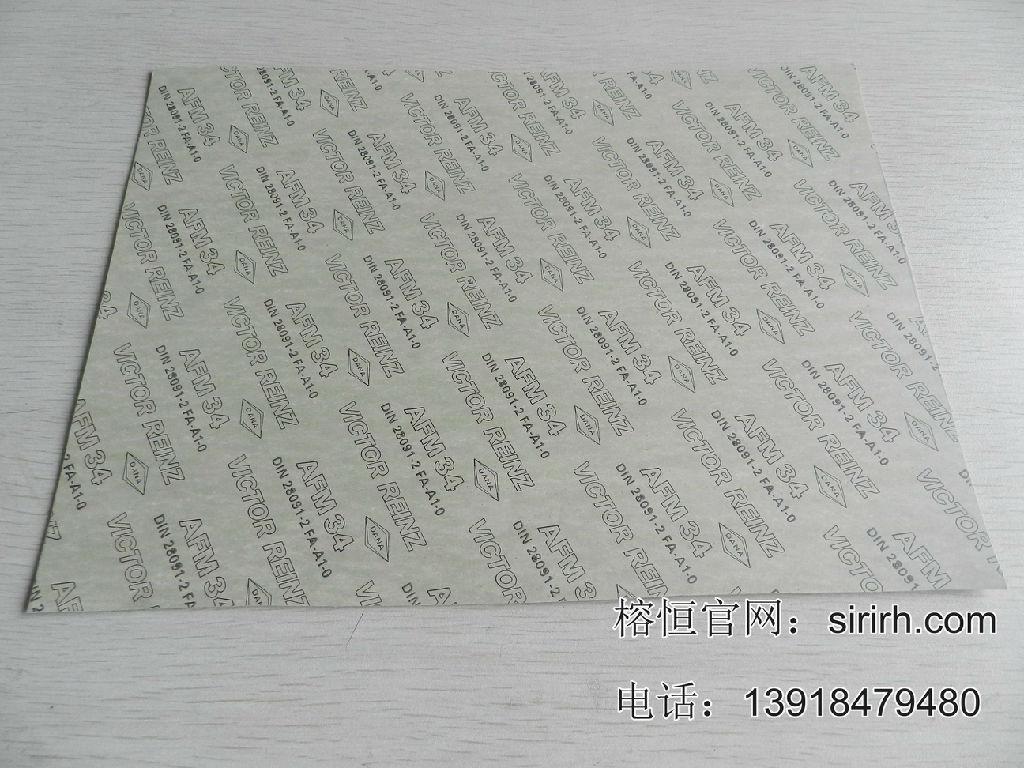 AFM 34
DIN 28091-2 FA-A1-0
VICTOR REINZ
DANA
榕恒官网：sirirh.com
电话：13918479480